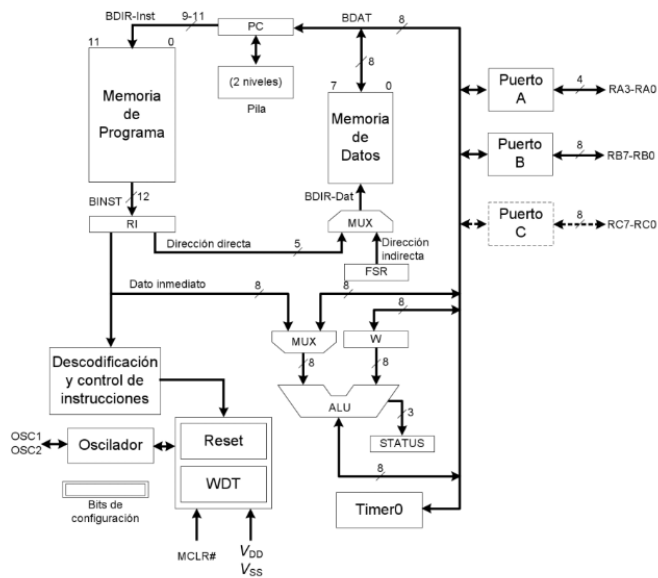 BDIR-Inst
9-11
PC
BDAT
8
11
0
Memoria
de
Programa
(2 niveles)
Pila
8
7
0
Memoria
de
Datos
Puerto
A
4
RA3-RA0
Puerto
B
8
RB7-RB0
Puerto
C
8
RC7-RC0
BINST
12
RI
BDIR-Dat
MUX
Dirección directa
5
Dirección
indirecta
FSR
Dato inmediato
8
8
8
MUX
W
8
8
Descodificación
y control de
instrucciones
ALU
3
STATUS
8
OSC1
OSC2
Oscilador
Reset
WDT
Bits de
configuración
Timer0
MCLR#
VDD
VSS